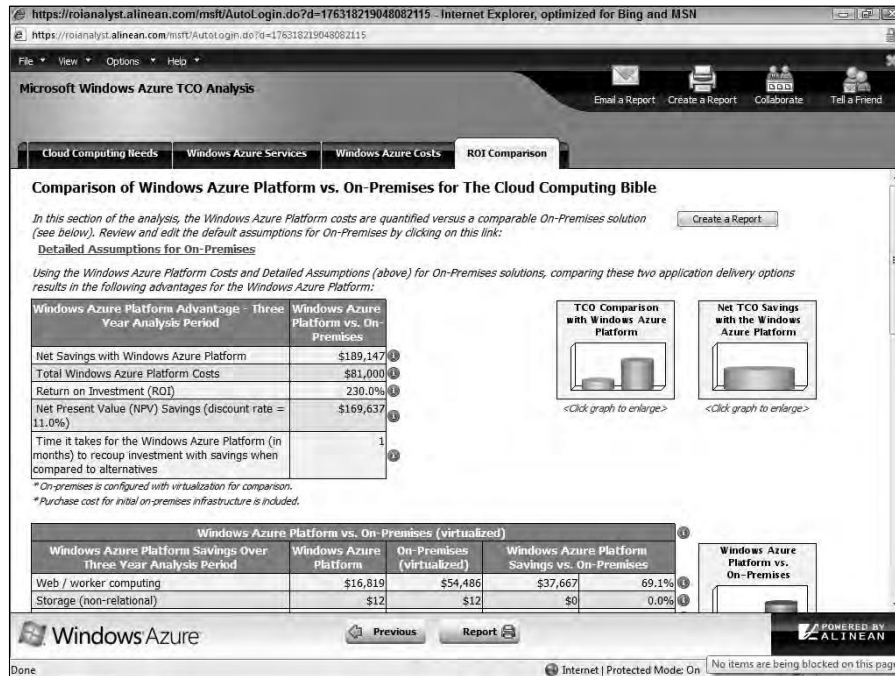 https://roianalyst.alinean.com/msft/AutoLogin.do?d=176318219048082115 - Internet Explorer, optimized for Bing and MSN
https://roianalyst.alinean.com/msft/AutoLogin.do?d=176318219048082115
File View Options Help
Microsoft Windows Azure TCO Analysis
Email a Report Create a Report Collaborate Tell a Friend
Cloud Computing Needs Windows Azure Services Windows Azure Costs ROI Comparison
Comparison of Windows Azure Platform vs. On-Premises for The Cloud Computing Bible
In this section of the analysis, the Windows Azure Platform costs are quantified versus a comparable On-Premises solution
(see below). Review and edit the default assumptions for On-Premises by clicking on this link:
Create a Report
Detailed Assumptions for On-Premises
Using the Windows Azure Platform Costs and Detailed Assumptions (above) for On-Premises solutions, comparing these two application delivery options
results in the following advantages for the Windows Azure Platform:
Windows Azure Platform Advantage - Three
Year Analysis Period
Windows Azure
Platform vs. On-
Premises
Net Savings with Windows Azure Platform $189,147
Total Windows Azure Platform Costs $81,000
Return on Investment (ROI) 230.0%
Net Present Value (NPV) Savings (discount rate =
11.0%)
$169,637
Time it takes for the Windows Azure Platform (in
months) to recoup investment with savings when
compared to alternatives
1
TCO Comparison
with Windows Azure
Platform
<Click graph to enlarge>
Net TCO Savings
with the Windows
Azure Platform
<Click graph to enlarge>
* On-premises is configured with virtualization for comparison.
* Purchase cost for initial on-premises infrastructure is included.
Windows Azure Platform vs. On-Premises (virtualized)
Windows Azure Platform Savings Over
Three Year Analysis Period
Windows Azure
Platform
On-Premises
(virtualized)
Windows Azure Platform
Savings vs. On-Premises
Web / worker computing $16,819 $54,486 $37,667 69.1%
Storage (non-relational) $12 $12 $0 0.0%
Windows Azure
Platform vs.
On-Premises
Windows Azure
Previous Report
POWERED BY
ALINEAN
Done
Internet | Protected Mode: On
No items are being blocked on this page